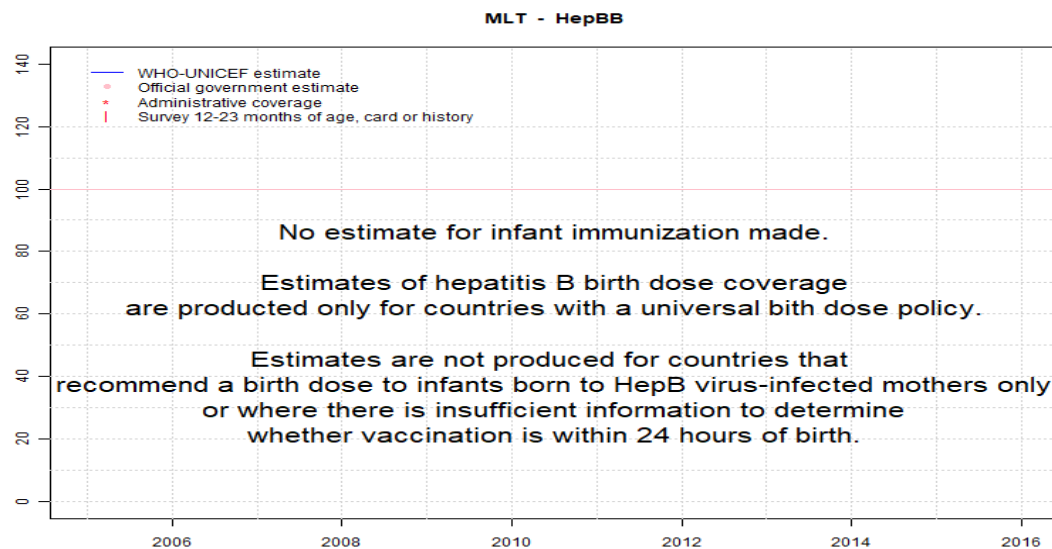 MLT - HepBB
WHO-UNICEF estimate
Official government estimate
Administrative coverage
Survey 12-23 months of age, card or history
140
120
100
80
60
40
20
0
No estimate for infant immunization made.
Estimates of hepatitis B birth dose coverage
are producted only for countries with a universal bith dose policy.
Estimates are not produced for countries that
recommend a birth dose to infants born to HepB virus-infected mothers only
or where there is insufficient information to determine
whether vaccination is within 24 hours of birth.
2006 2008 2010 2012 2014 2016